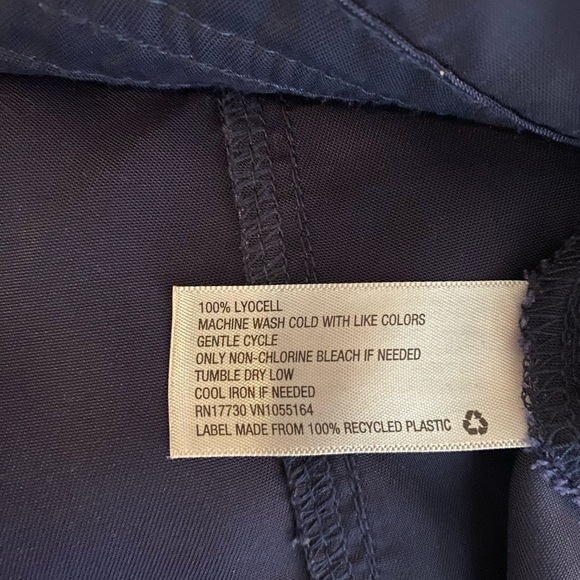 100% LYOCELL
MACHINE WASH COLD WITH LIKE COLORS
GENTLE CYCLE
ONLY NON-CHLORINE BLEACH IF NEEDED
TUMBLE DRY LOW
COOL IRON IF NEEDED
RN17730 VN1055164
LABEL MADE FROM 100% RECYCLED PLASTIC